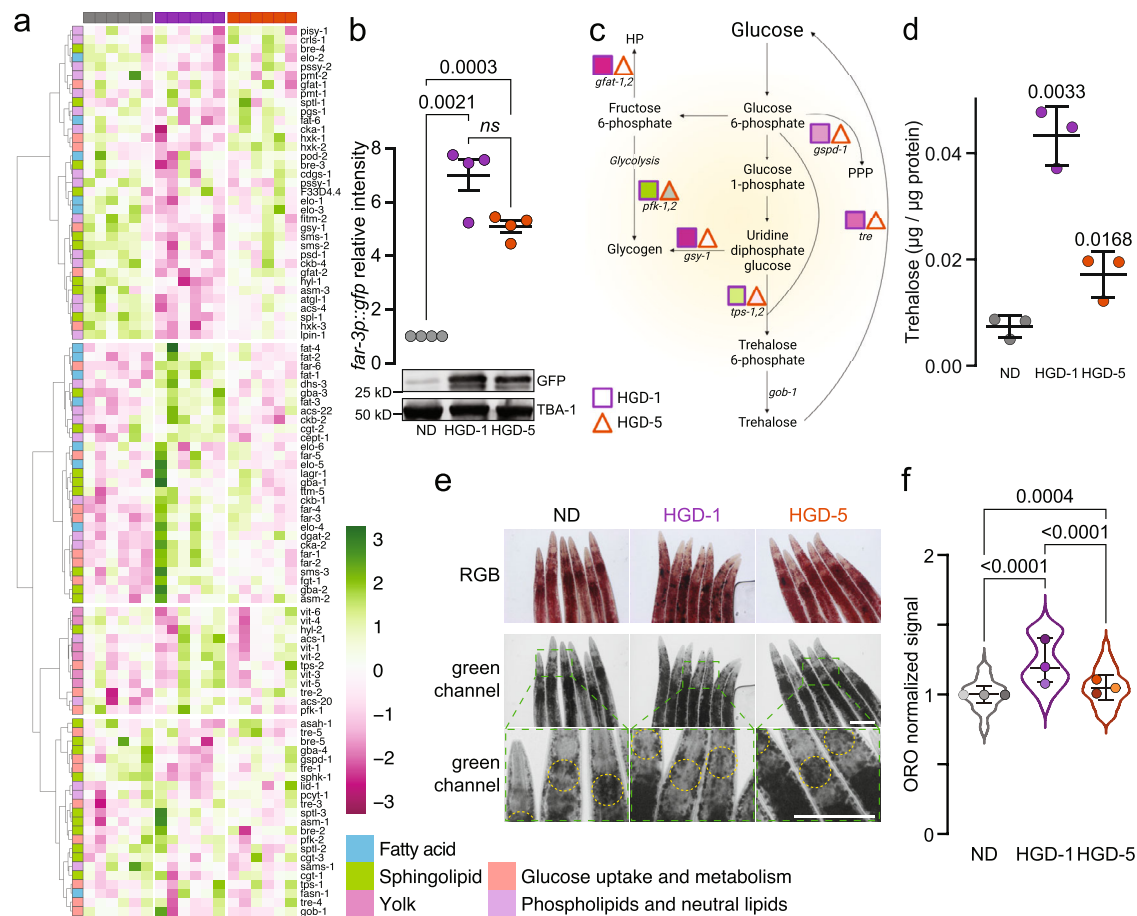 a
pisy-1
crls-1
bre-4
elo-2
pssy-2
pmt-2
gfat-1
pmt-1
sptl-1
pgs-1
fat-6
cka-1
hxk-1
hxk-2
pod-2
bre-3
cdgs-1
pssy-1
F33D4.4
elo-1
elo-3
fitm-2
gsy-1
sms-1
sms-2
psd-1
ckb-4
gfat-2
hyl-1
asm-3
atgl-1
acs-4
spl-1
hxk-3
lpin-1
fat-4
fat-2
far-6
fat-1
dhs-3
gba-3
fat-3
acs-22
ckb-2
cgt-2
cept-1
elo-6
far-5
elo-5
lagr-1
gba-1
ttm-5
ckb-1
far-4
far-3
elo-4
dgat-2
cka-2
far-1
far-2
sms-3
fgt-1
gba-2
asm-2
vit-6
vit-4
hyl-2
acs-1
vit-1
vit-2
tps-2
vit-3
vit-5
tre-2
acs-20
pfk-1
asah-1
tre-5
bre-5
gba-4
gspd-1
tre-1
sphk-1
lid-1
pcyt-1
tre-3
sptl-3
asm-1
bre-2
pfk-2
sptl-2
cgt-3
sams-1
cgt-1
tps-1
fasn-1
tre-4
gob-1
3
2
1
0
−1
−2
−3
Fatty acid
Sphingolipid
Yolk
Glucose uptake and metabolism
Phospholipids and neutral lipids
b
0.0003
0.0021
ns
far-3p::gfp relative intensity
8
6
4
2
0
GFP
25 kD
50 kD
TBA-1
ND HGD-1 HGD-5
c
HP
Glucose
gfat-1,2
Fructose
6-phosphate
Glucose
6-phosphate
gspd-1
PPP
Glycolysis
Glucose
1-phosphate
pfk-1,2
tre
Glycogen
gsy-1
Uridine
diphosphate
glucose
tps-1,2
Trehalose
6-phosphate
gob-1
Trehalose
HGD-1
HGD-5
d
0.0033
0.0168
Trehalose (µg / µg protein)
0.04
0.02
0.00
ND HGD-1 HGD-5
e
ND HGD-1 HGD-5
RGB
green
channel
green
channel
f
0.0004
<0.0001
<0.0001
ORO normalized signal
2
1
0
ND HGD-1 HGD-5